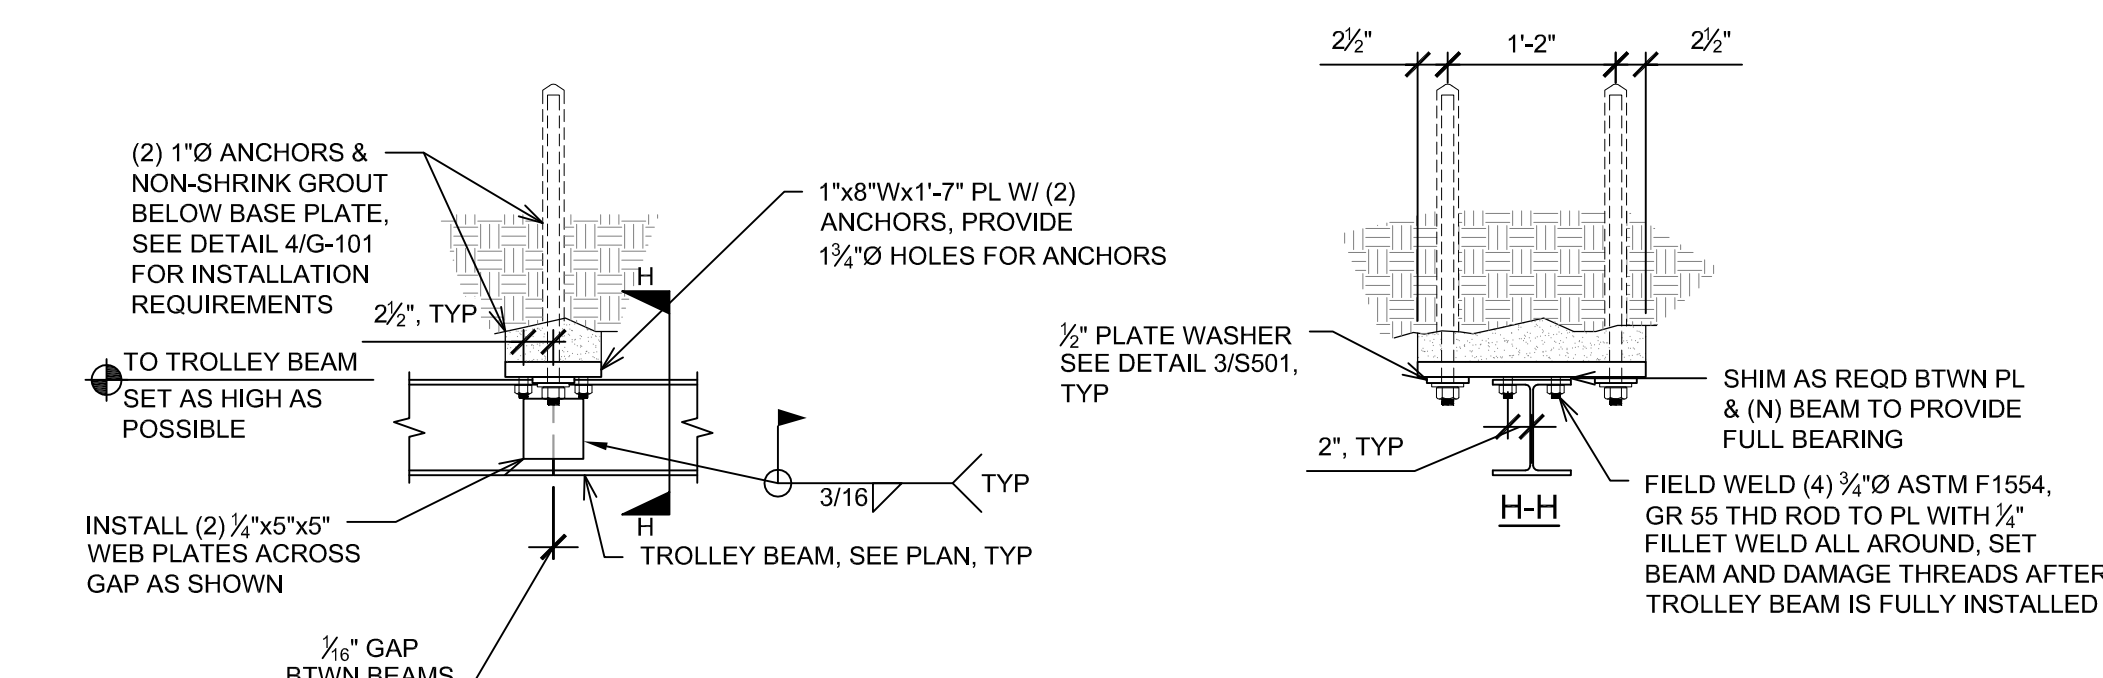 (2) 1"Ø ANCHORS &
NON-SHRINK GROUT
BELOW BASE PLATE,
SEE DETAIL 4/G-101
FOR INSTALLATION
REQUIREMENTS
2½", TYP
TO TROLLEY BEAM
SET AS HIGH AS
POSSIBLE
INSTALL (2) ¼"x5"x5"
WEB PLATES ACROSS
GAP AS SHOWN
1/16" GAP
BTWN BEAMS
1"x8"Wx1'-7" PL W/ (2)
ANCHORS, PROVIDE
1¾"Ø HOLES FOR ANCHORS
H
H
3/16
TYP
TROLLEY BEAM, SEE PLAN, TYP
2½"
1'-2"
2½"
½" PLATE WASHER
SEE DETAIL 3/S501,
TYP
2", TYP
H-H
SHIM AS REQD BTWN PL
& (N) BEAM TO PROVIDE
FULL BEARING
FIELD WELD (4) ¾"Ø ASTM F1554,
GR 55 THD ROD TO PL WITH ¼"
FILLET WELD ALL AROUND, SET
BEAM AND DAMAGE THREADS AFTER
TROLLEY BEAM IS FULLY INSTALLED